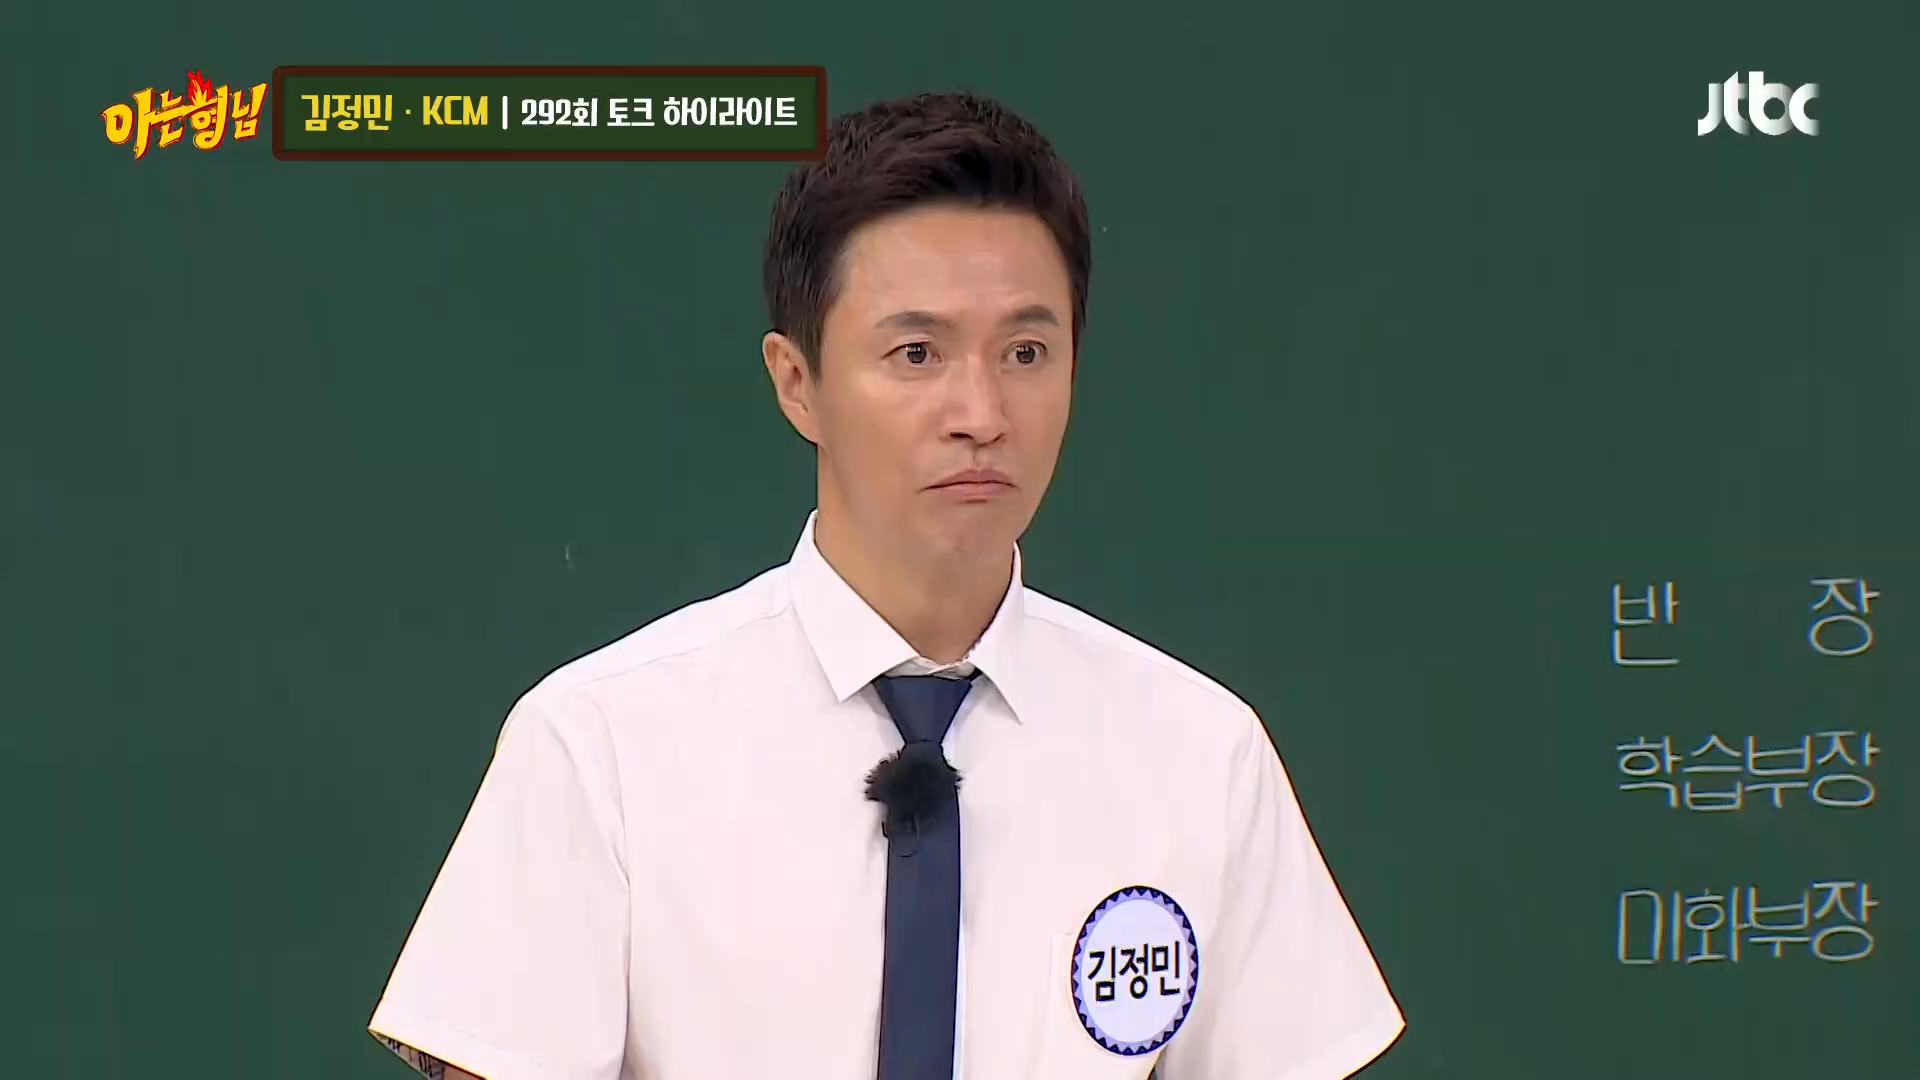 아는형님
김정민 · KCM | 292회 토크 하이라이트
jtbc
반 장
학습부장
미화부장
김정민